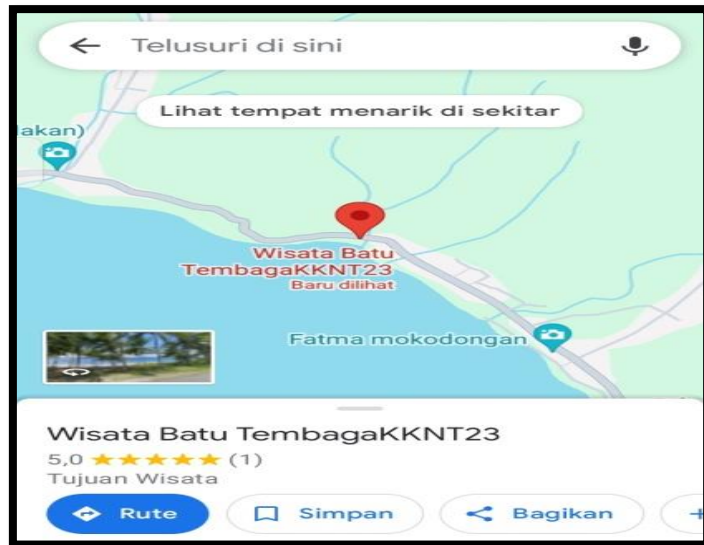 Telusuri di sini
Lihat tempat menarik di sekitar
akan)
Wisata Batu
TembagaKKNT23
Baru dilihat
Fatma mokodongan
Wisata Batu TembagaKKNT23
5,0 ★★★★★ (1)
Tujuan Wisata
Rute
Simpan
Bagikan